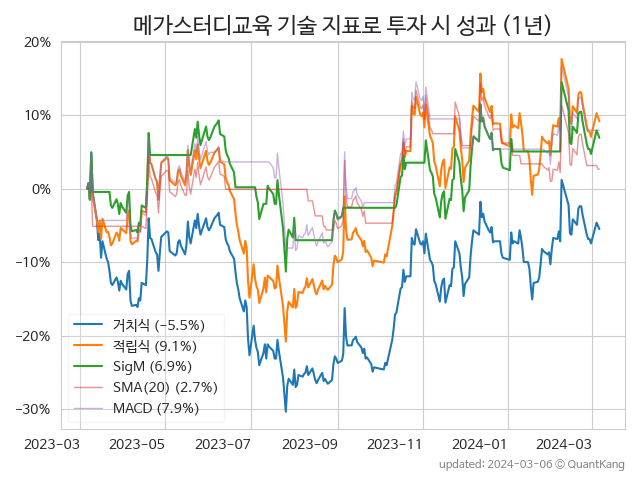 메가스터디교육 기술 지표로 투자 시 성과 (1년)
20%
10%
0%
−10%
−20%
−30%
거치식 (−5.5%)
적립식 (9.1%)
SigM (6.9%)
SMA(20) (2.7%)
MACD (7.9%)
2023−03 2023−05 2023−07 2023−09 2023−11 2024−01 2024−03
updated: 2024-03-06 ⓒ QuantKang